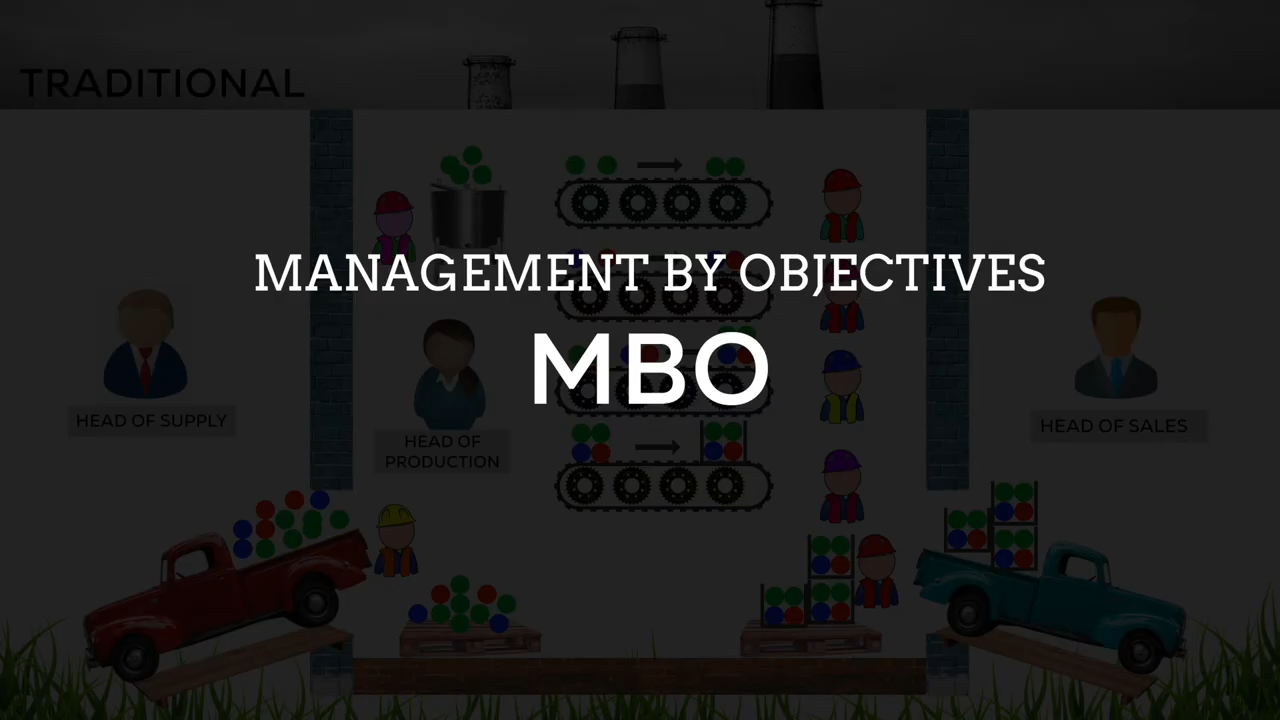 TRADITIONAL
MANAGEMENT BY OBJECTIVES
MBO
HEAD OF SUPPLY
HEAD OF
PRODUCTION
HEAD OF SALES